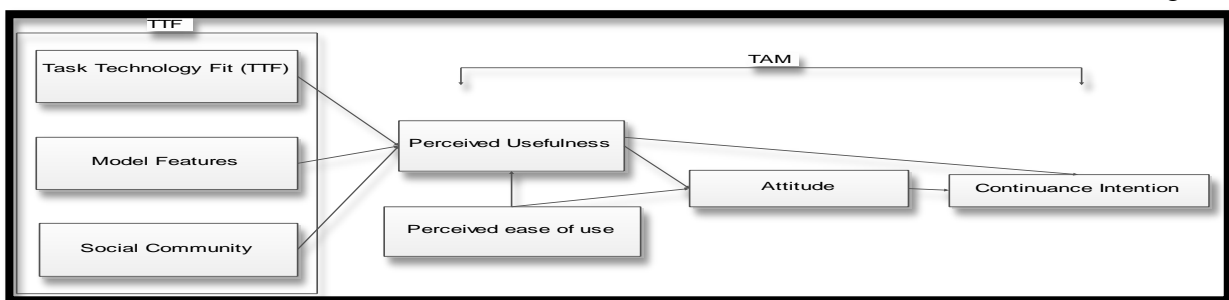 TTF
Task Technology Fit (TTF)
Model Features
Social Community
TAM
Perceived Usefulness
Perceived ease of use
Attitude
Continuance Intention